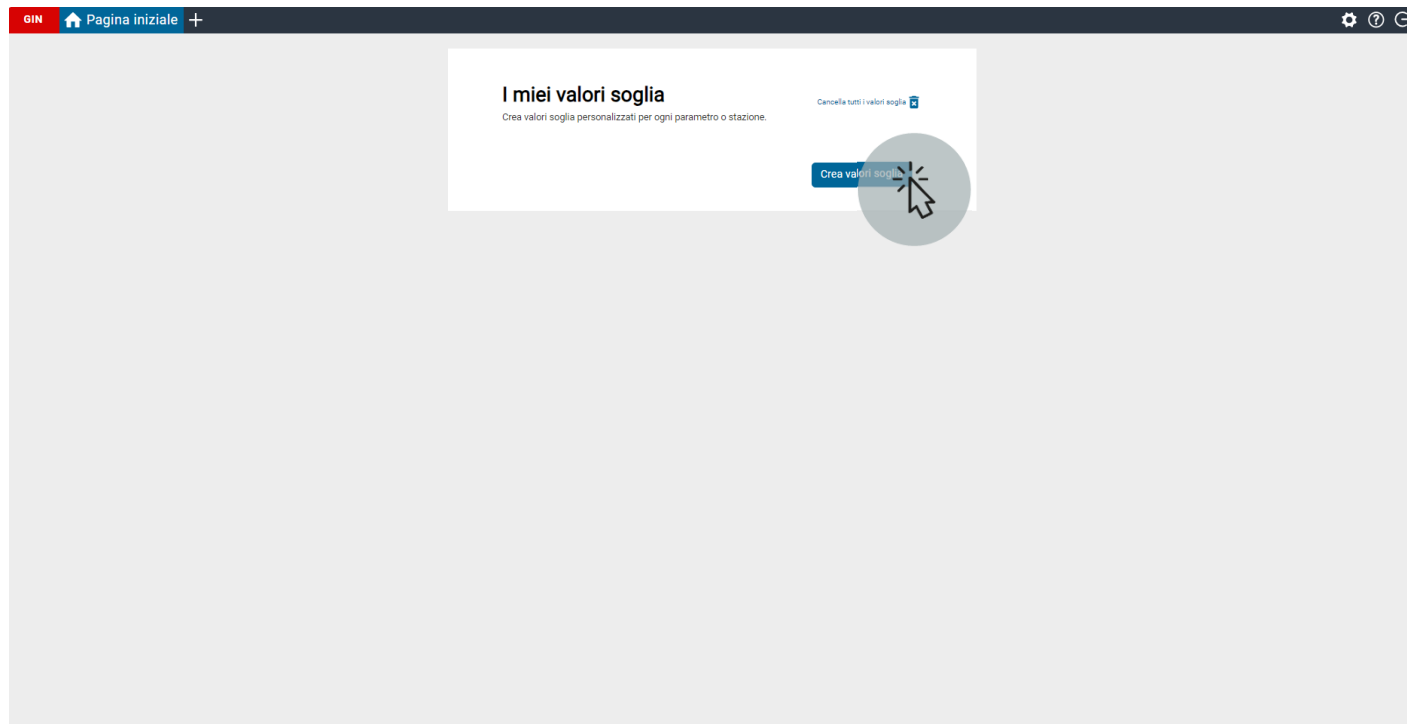 GIN Pagina iniziale
I miei valori soglia
Cancella tutti i valori soglia
Crea valori soglia personalizzati per ogni parametro o stazione.
Crea valori soglia